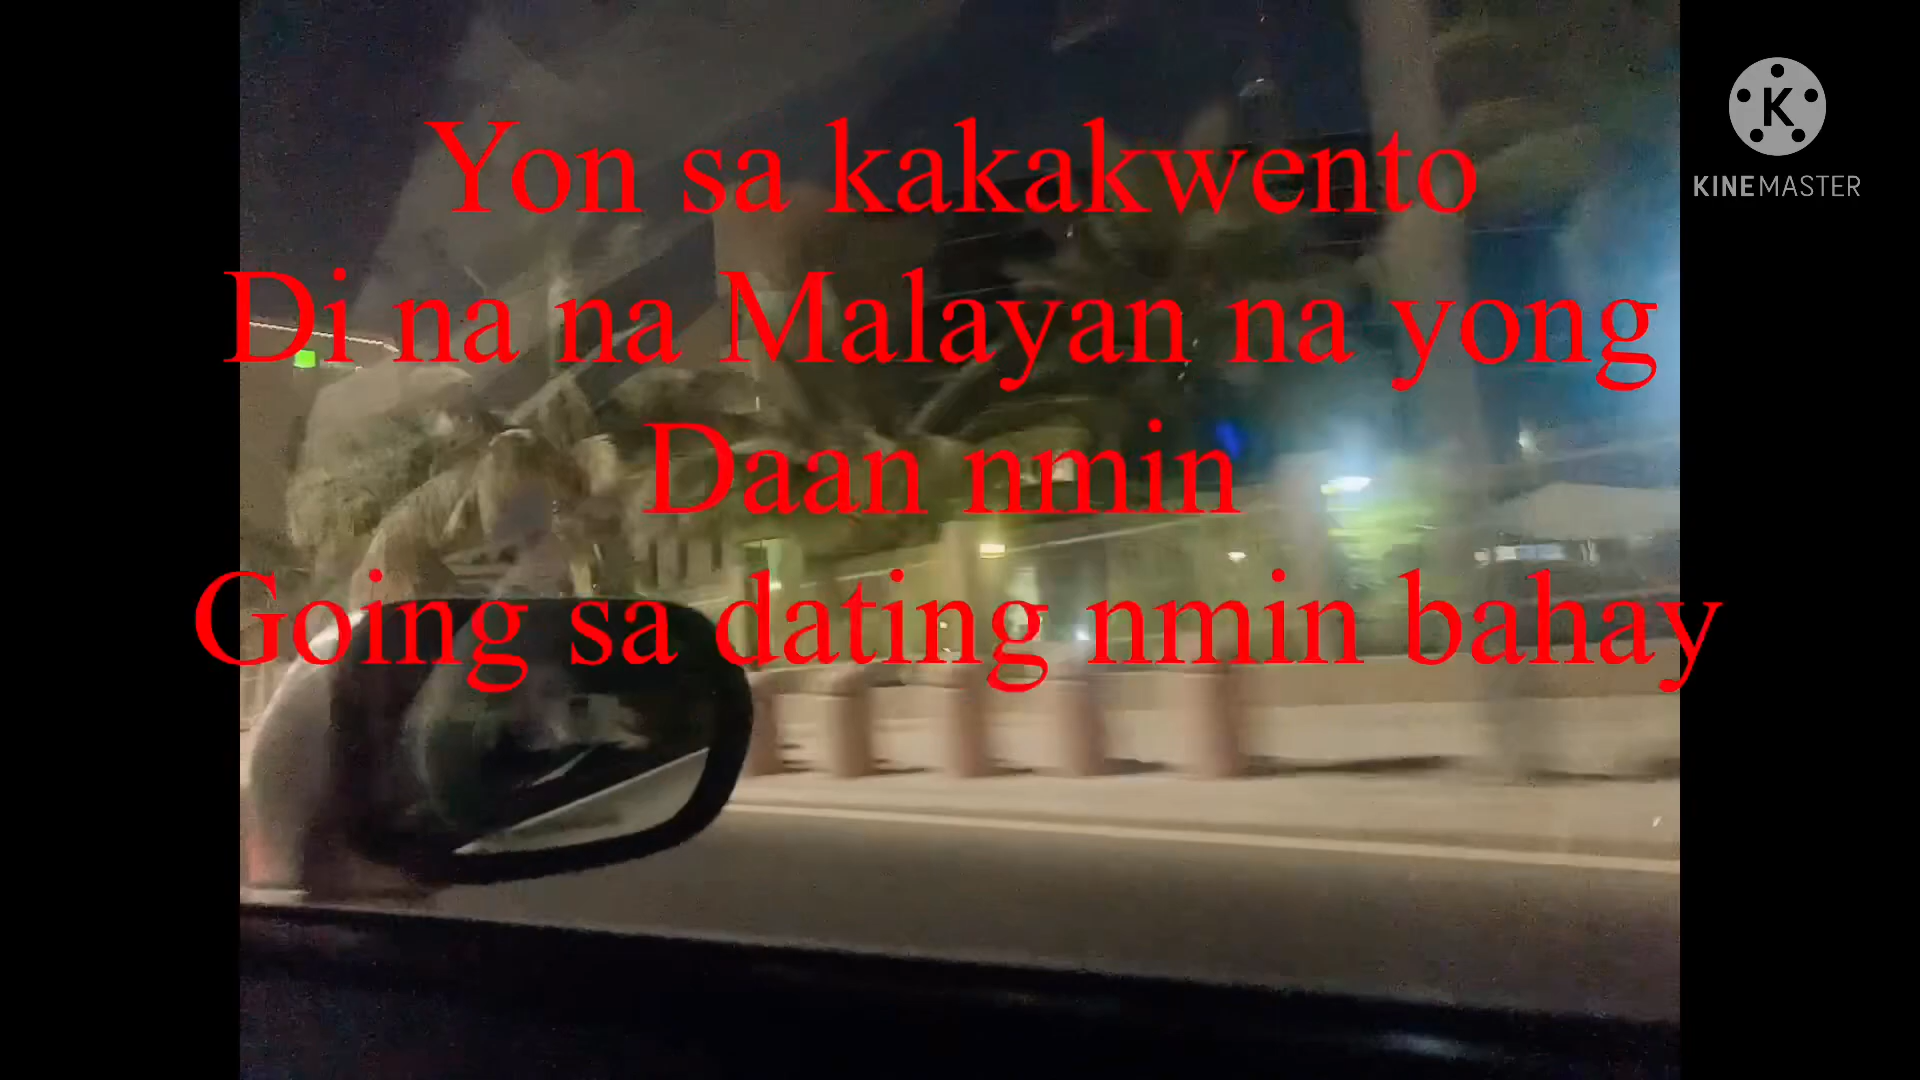 Yon sa kakakwento
Di na na Malayan na yong
Daan nmin
Going sa dating nmin bahay
K
KINEMASTER